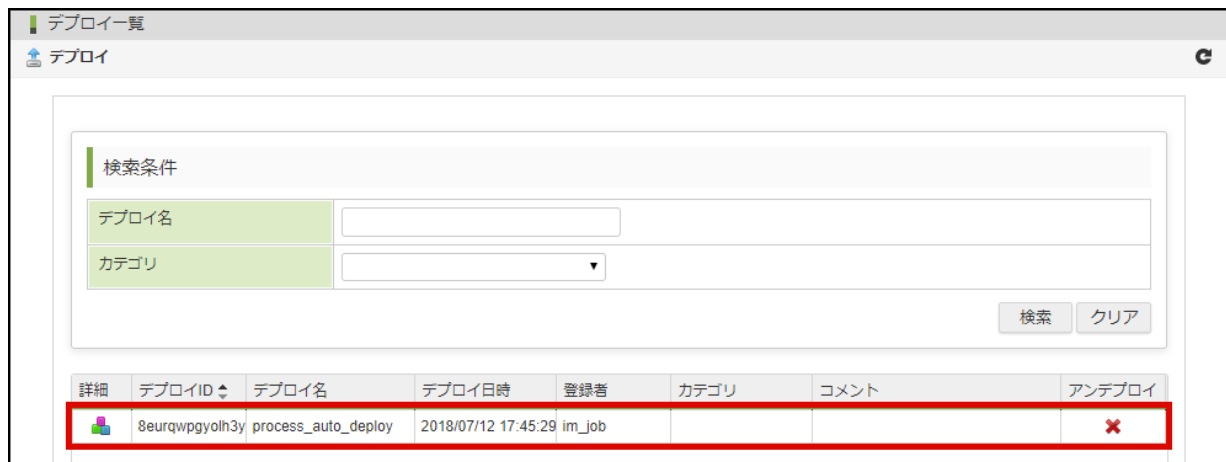 デプロイ一覧
デプロイ
検索条件
デプロイ名
カテゴリ
検索 クリア
詳細 デプロイID デプロイ名 デプロイ日時 登録者 カテゴリ コメント アンデプロイ
8eurqwpgyolh3y process_auto_deploy 2018/07/12 17:45:29 im_job